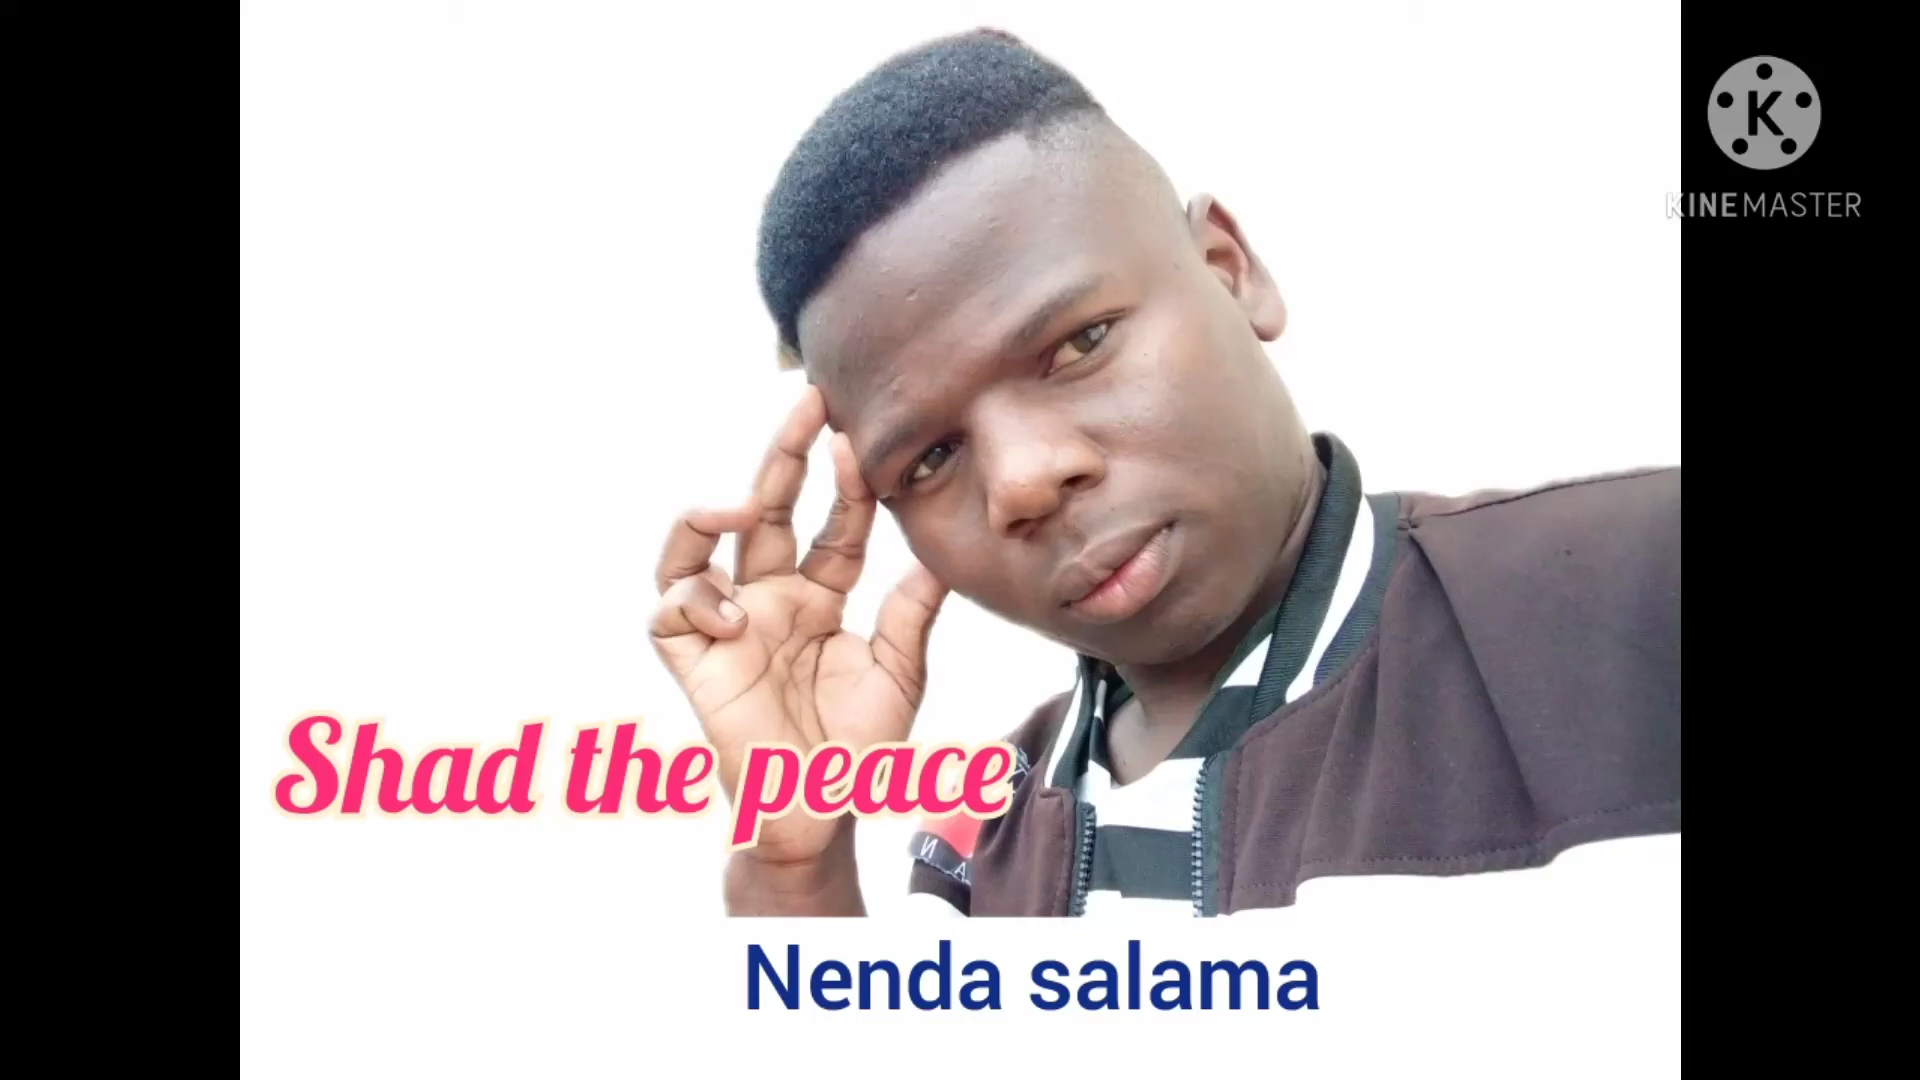 K
KINEMASTER
Shad the peace
N A
Nenda salama